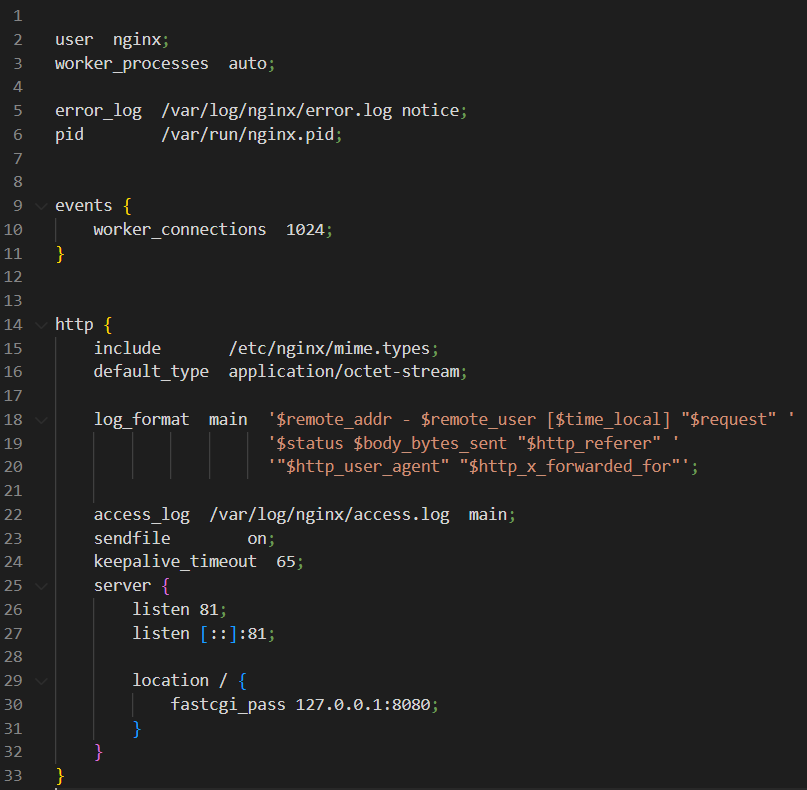 1
2 user  nginx;
3 worker_processes  auto;
4
5 error_log  /var/log/nginx/error.log notice;
6 pid        /var/run/nginx.pid;
7
8
9 events {
10     worker_connections  1024;
11 }
12
13
14 http {
15     include       /etc/nginx/mime.types;
16     default_type  application/octet-stream;
17
18     log_format  main  '$remote_addr - $remote_user [$time_local] "$request" '
19                       '$status $body_bytes_sent "$http_referer" '
20                       '"$http_user_agent" "$http_x_forwarded_for"';
21
22     access_log  /var/log/nginx/access.log  main;
23     sendfile        on;
24     keepalive_timeout  65;
25     server {
26         listen 81;
27         listen [::]:81;
28
29         location / {
30             fastcgi_pass 127.0.0.1:8080;
31         }
32     }
33 }